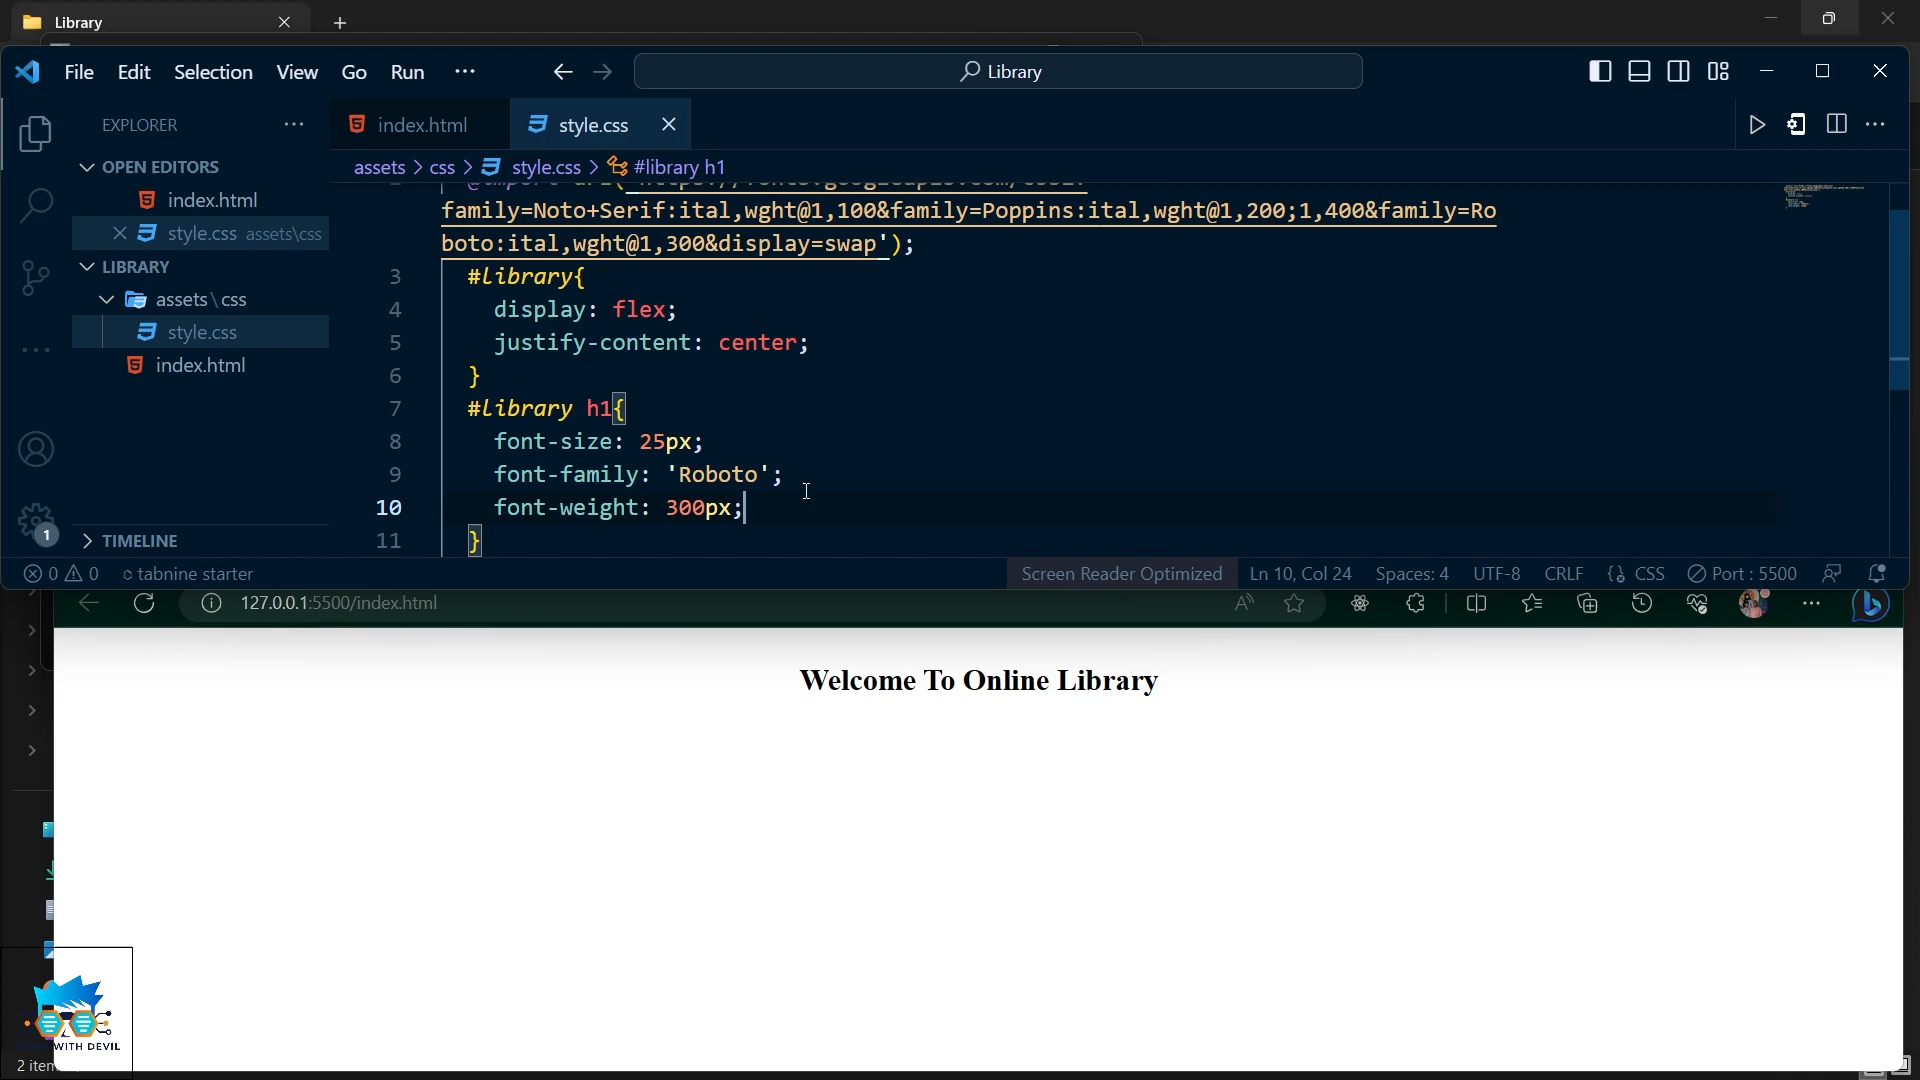 Library
File Edit Selection View Go Run
Library
EXPLORER
index.html
style.css
OPEN EDITORS
assets > css > style.css > #library h1
index.html
family=Noto+Serif:ital,wght@1,100&family=Poppins:ital,wght@1,200;1,400&family=Ro
style.css assets\css
boto:ital,wght@1,300&display=swap');
LIBRARY
3 #library{
assets\css
4 display: flex;
style.css
5 justify-content: center;
index.html
6 }
7 #library h1{
8 font-size: 25px;
9 font-family: 'Roboto';
10 font-weight: 300px;
1
TIMELINE
11 }
0 0 tabnine starter
Screen Reader Optimized Ln 10, Col 24 Spaces: 4 UTF-8 CRLF {} CSS Port : 5500
127.0.0.1:5500/index.html
Welcome To Online Library
WITH DEVIL
2 item